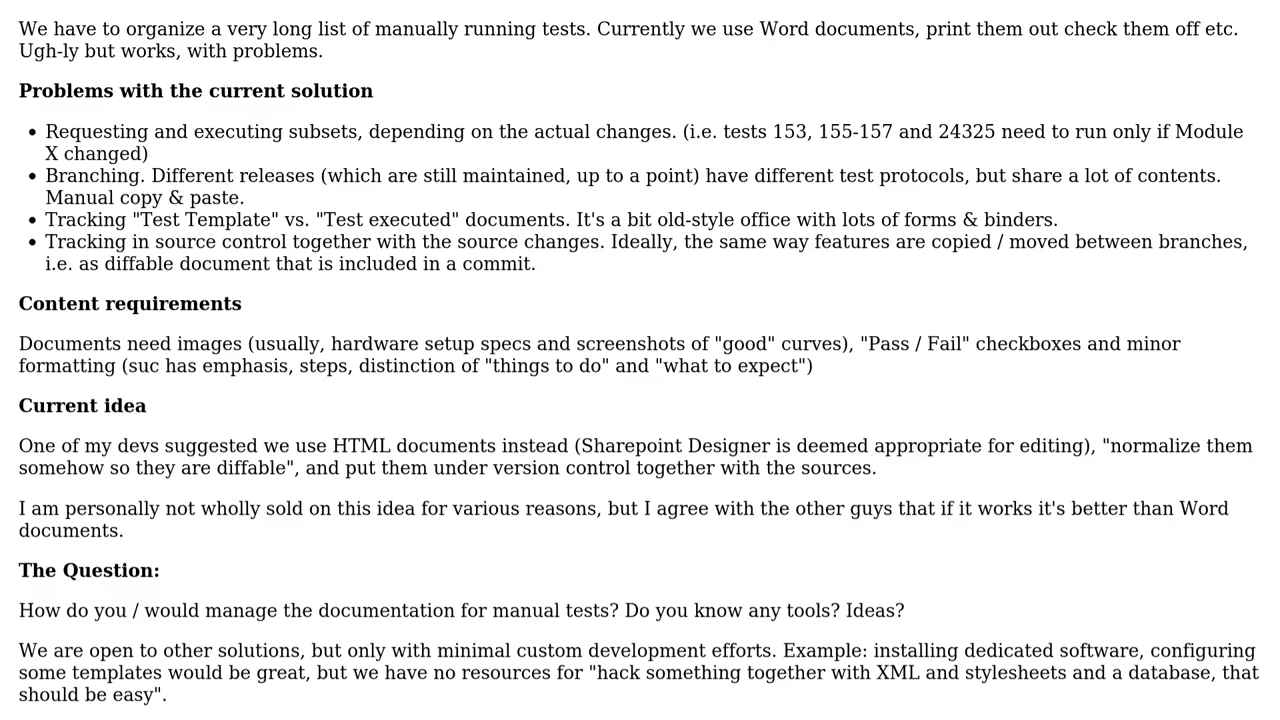 We have to organize a very long list of manually running tests. Currently we use Word documents, print them out check them off etc.
Ugh-ly but works, with problems.
Problems with the current solution
• Requesting and executing subsets, depending on the actual changes. (i.e. tests 153, 155-157 and 24325 need to run only if Module
X changed)
• Branching. Different releases (which are still maintained, up to a point) have different test protocols, but share a lot of contents.
Manual copy & paste.
• Tracking "Test Template" vs. "Test executed" documents. It's a bit old-style office with lots of forms & binders.
• Tracking in source control together with the source changes. Ideally, the same way features are copied / moved between branches,
i.e. as diffable document that is included in a commit.
Content requirements
Documents need images (usually, hardware setup specs and screenshots of "good" curves), "Pass / Fail" checkboxes and minor
formatting (suc has emphasis, steps, distinction of "things to do" and "what to expect")
Current idea
One of my devs suggested we use HTML documents instead (Sharepoint Designer is deemed appropriate for editing), "normalize them
somehow so they are diffable", and put them under version control together with the sources.
I am personally not wholly sold on this idea for various reasons, but I agree with the other guys that if it works it's better than Word
documents.
The Question:
How do you / would manage the documentation for manual tests? Do you know any tools? Ideas?
We are open to other solutions, but only with minimal custom development efforts. Example: installing dedicated software, configuring
some templates would be great, but we have no resources for "hack something together with XML and stylesheets and a database, that
should be easy".